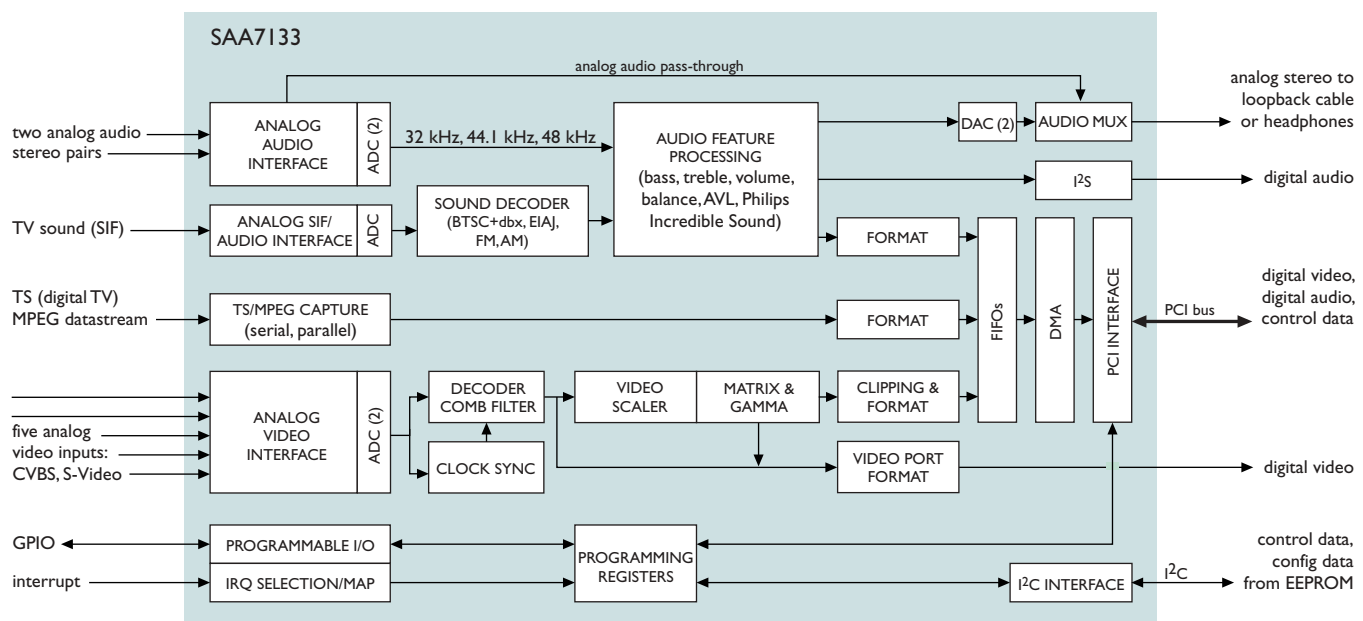 SAA7133
analog audio pass-through
two analog audio
stereo pairs
ANALOG
AUDIO
INTERFACE
ADC (2)
32 kHz, 44.1 kHz, 48 kHz
AUDIO FEATURE
PROCESSING
(bass, treble, volume,
balance, AVL, Philips
Incredible Sound)
DAC (2)
AUDIO MUX
analog stereo to
loopback cable
or headphones
I²S
digital audio
TV sound (SIF)
ANALOG SIF/
AUDIO INTERFACE
ADC
SOUND DECODER
(BTSC+dbx, EIAJ,
FM, AM)
FORMAT
TS (digital TV)
MPEG datastream
TS/MPEG CAPTURE
(serial, parallel)
FORMAT
FIFOs
DMA
PCI INTERFACE
PCI bus
digital video,
digital audio,
control data
five analog
video inputs:
CVBS, S-Video
ANALOG
VIDEO
INTERFACE
ADC (2)
DECODER
COMB FILTER
CLOCK SYNC
VIDEO
SCALER
MATRIX &
GAMMA
CLIPPING &
FORMAT
VIDEO PORT
FORMAT
digital video
GPIO
PROGRAMMABLE I/O
interrupt
IRQ SELECTION/MAP
PROGRAMMING
REGISTERS
I²C INTERFACE
I²C
control data,
config data
from EEPROM